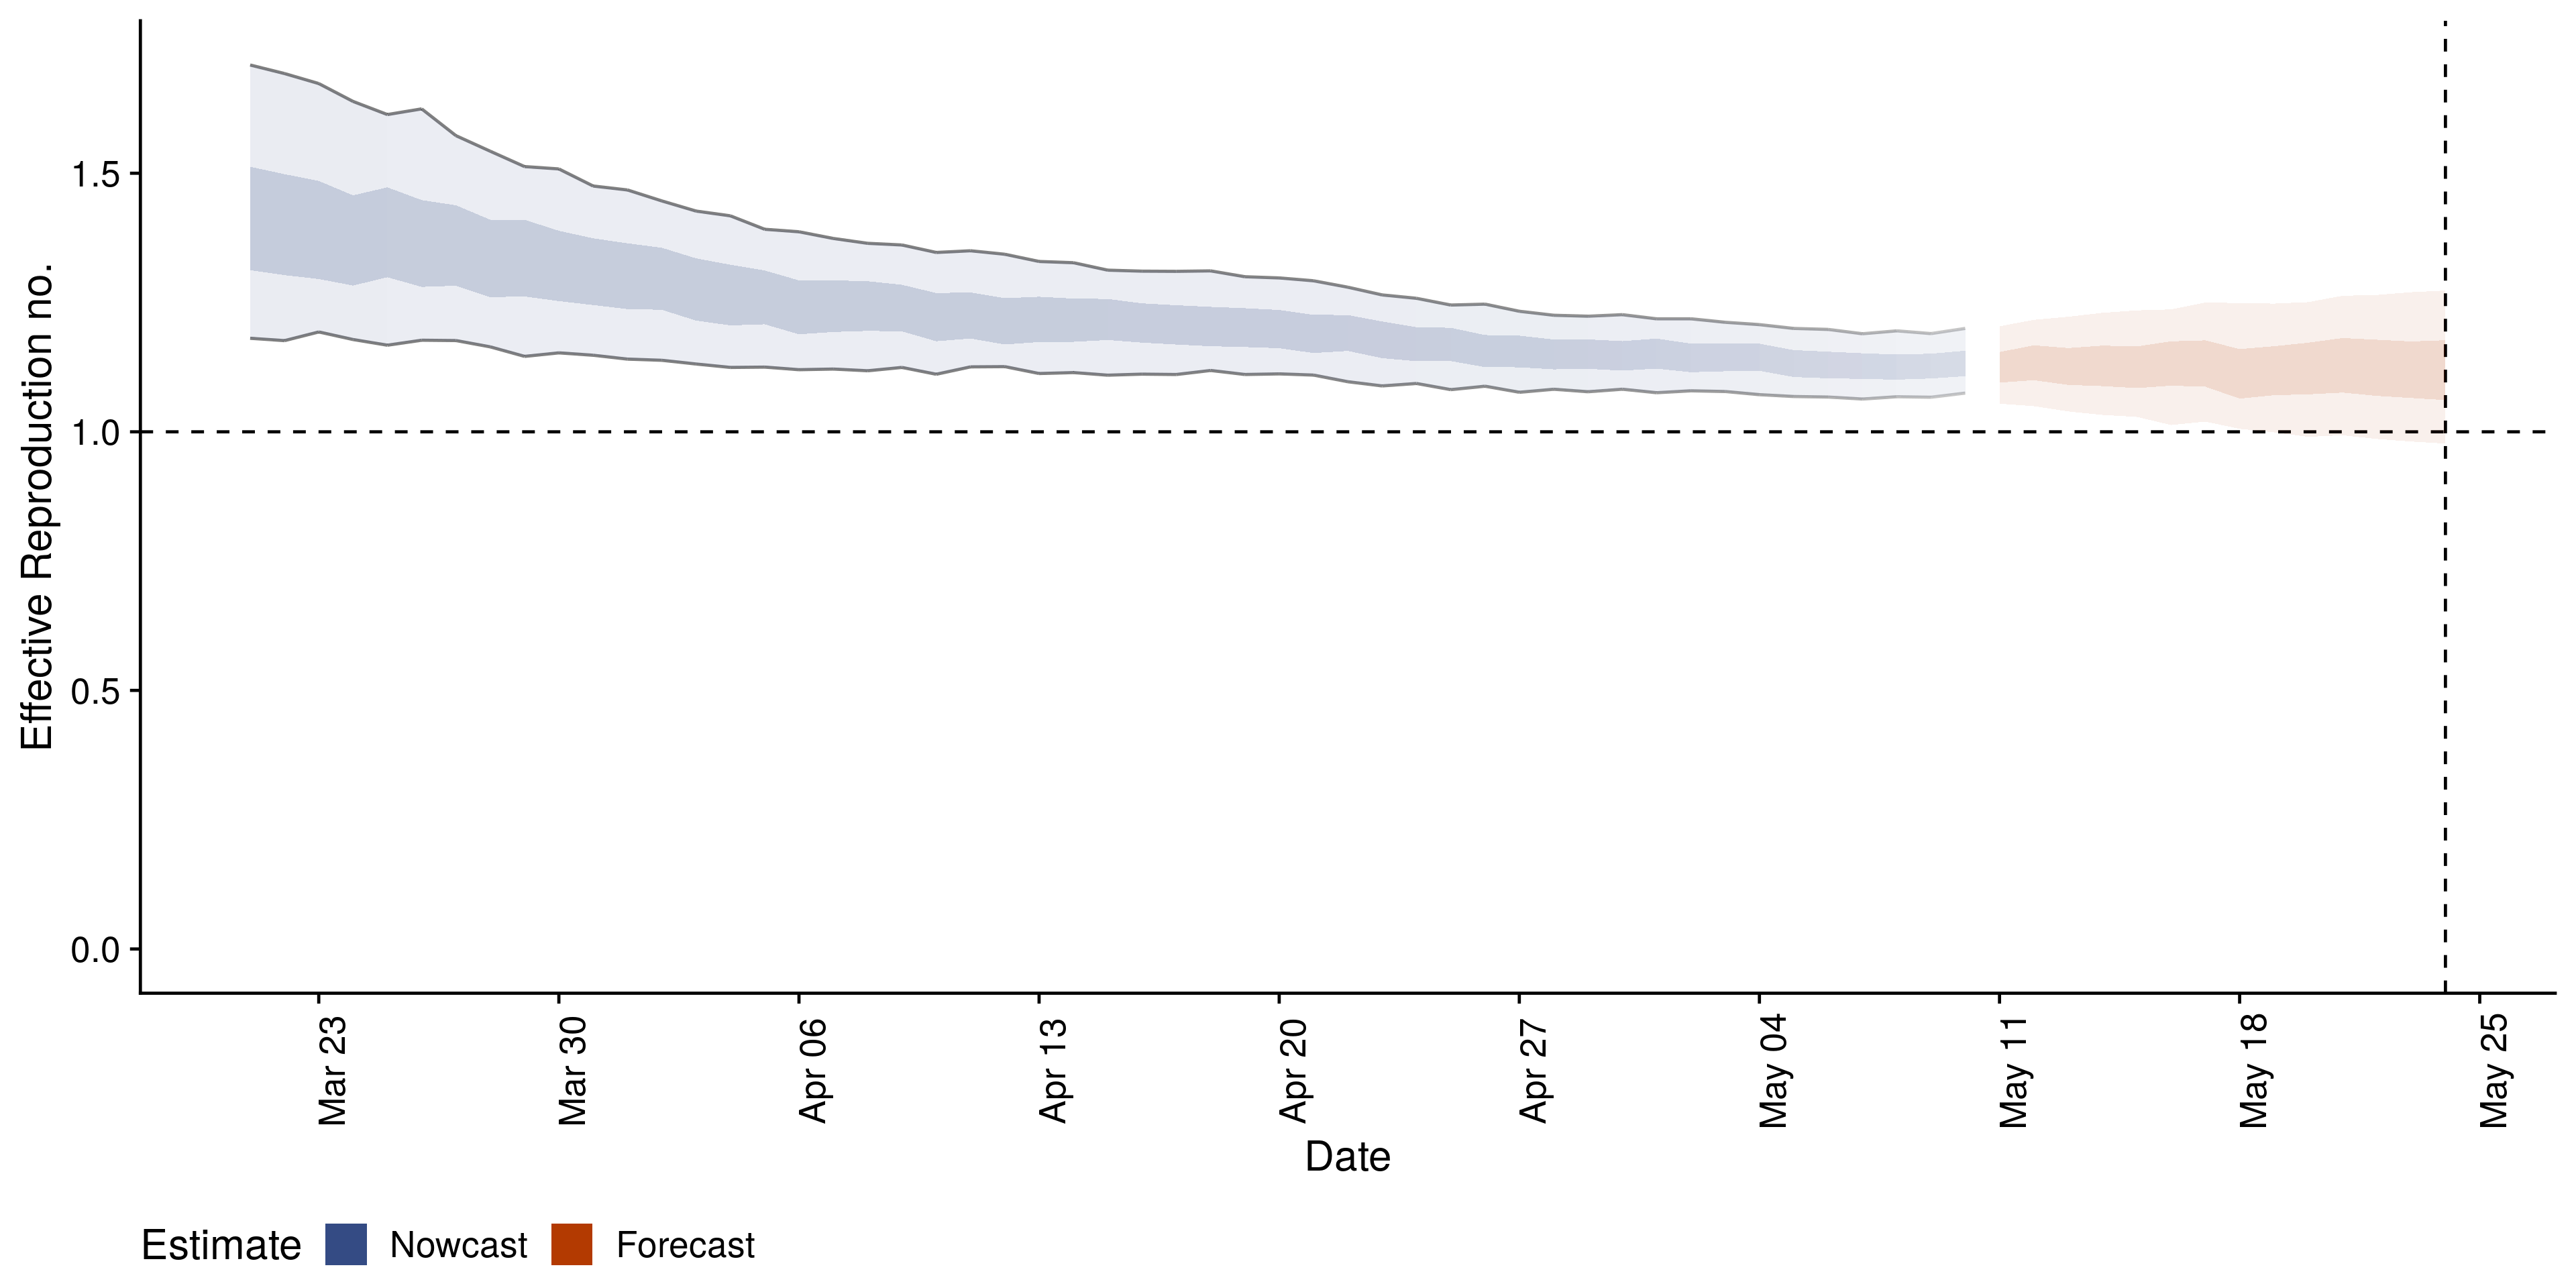 Effective Reproduction no.
1.5
1.0
0.5
0.0
Mar 23
Mar 30
Apr 06
Apr 13
Apr 20
Apr 27
May 04
May 11
May 18
May 25
Date
Estimate Nowcast Forecast